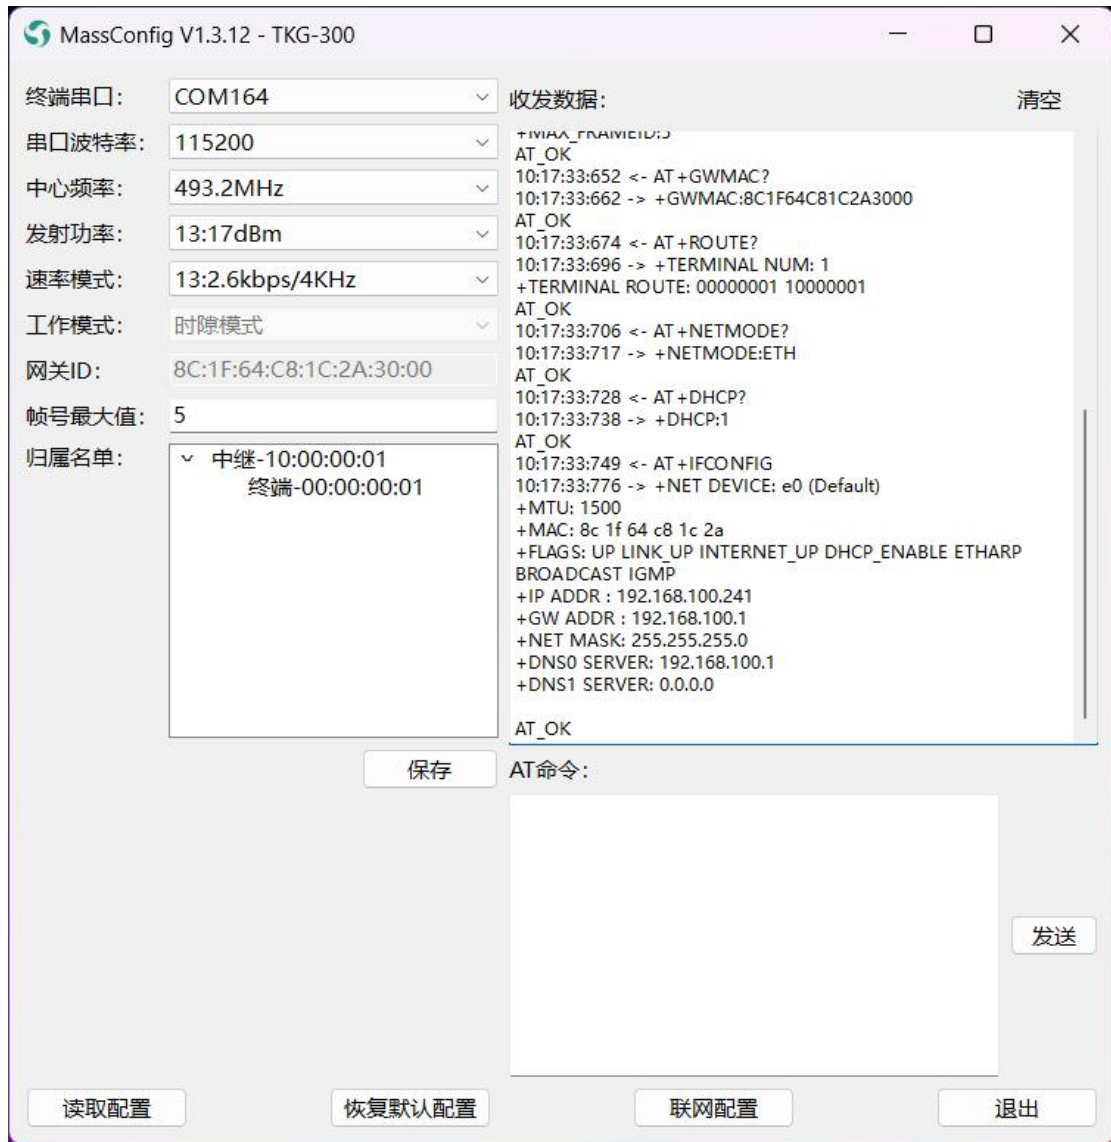 MassConfig V1.3.12 - TKG-300
终端串口：
COM164
串口波特率：
115200
中心频率：
493.2MHz
发射功率：
13:17dBm
速率模式：
13:2.6kbps/4KHz
工作模式：
时隙模式
网关ID：
8C:1F:64:C8:1C:2A:30:00
帧号最大值：
5
归属名单：
中继-10:00:00:01
终端-00:00:00:01
保存
收发数据：
清空
+MAX_FRAMEID:5
AT_OK
10:17:33:652 <- AT+GWMAC?
10:17:33:662 -> +GWMAC:8C1F64C81C2A3000
AT_OK
10:17:33:674 <- AT+ROUTE?
10:17:33:696 -> +TERMINAL NUM: 1
+TERMINAL ROUTE: 00000001 10000001
AT_OK
10:17:33:706 <- AT+NETMODE?
10:17:33:717 -> +NETMODE:ETH
AT_OK
10:17:33:728 <- AT+DHCP?
10:17:33:738 -> +DHCP:1
AT_OK
10:17:33:749 <- AT+IFCONFIG
10:17:33:776 -> +NET DEVICE: e0 (Default)
+MTU: 1500
+MAC: 8c 1f 64 c8 1c 2a
+FLAGS: UP LINK_UP INTERNET_UP DHCP_ENABLE ETHARP
BROADCAST IGMP
+IP ADDR : 192.168.100.241
+GW ADDR : 192.168.100.1
+NET MASK: 255.255.255.0
+DNS0 SERVER: 192.168.100.1
+DNS1 SERVER: 0.0.0.0
AT_OK
AT命令：
发送
读取配置
恢复默认配置
联网配置
退出